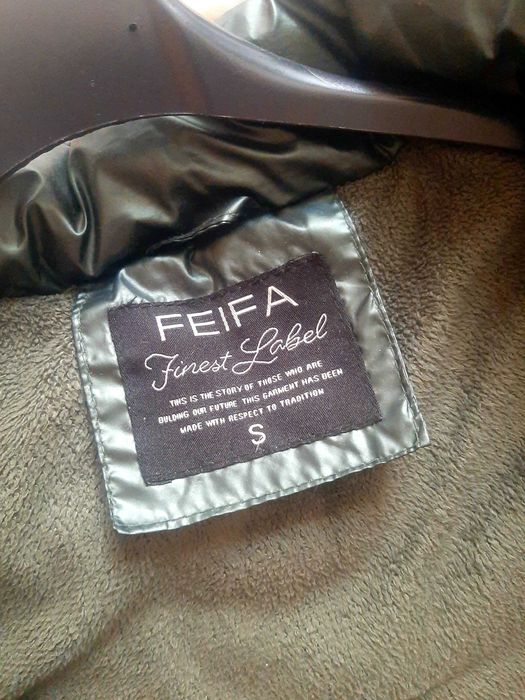 FEIFA
Finest Label
THIS IS THE STORY OF THOSE WHO ARE
BULDING OUR FUTURE THIS GARMENT HAS BEEN
MADE WITH RESPECT TO TRADITION
S